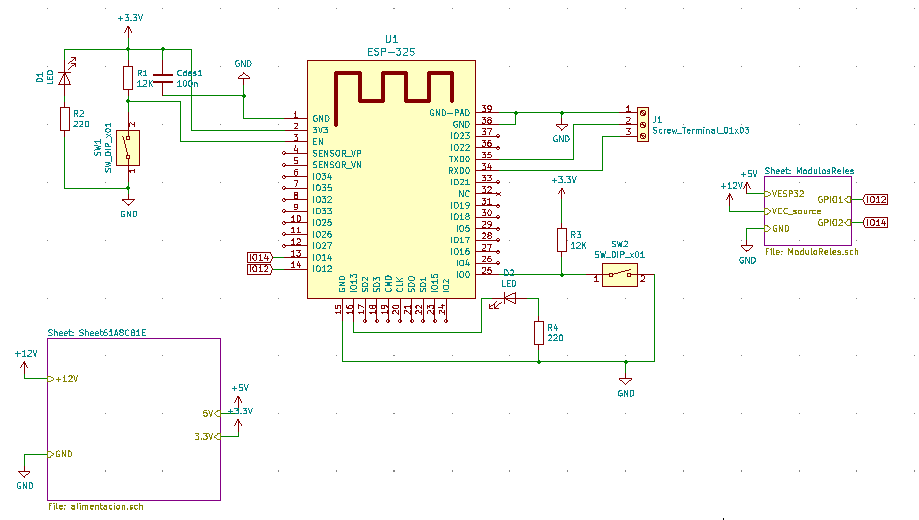 +3.3V
D1
LED
R1
12K
Cdes1
100n
GND
R2
220
SW1
SW_DIP_x01
2
1
GND
U1
ESP-32S
1
GND
2
3V3
3
EN
4
SENSOR_VP
5
SENSOR_VN
6
IO34
7
IO35
8
IO32
9
IO33
10
IO25
11
IO26
12
IO27
IO14
13
IO14
IO12
14
IO12
GND-PAD
39
GND
38
IO23
37
IO22
36
TXD0
35
RXD0
34
IO21
33
NC
32
IO19
31
IO18
30
IO5
29
IO17
28
IO16
27
IO4
26
IO0
25
GND
IO13
SD2
SD3
CMD
CLK
SD0
SD1
IO15
IO2
15
16
17
18
19
20
21
22
23
24
GND
1
2
3
J1
Screw_Terminal_01x03
+3.3V
R3
12K
SW2
SW_DIP_x01
1
2
D2
LED
R4
220
GND
Sheet: ModulosReles
+5V
+12V
VESP32
VCC_source
GND
GPIO1
IO12
GPIO2
IO14
GND
File: ModuloReles.sch
Sheet: Sheet61A8C81E
+12V
+12V
+5V
5V
+3.3V
3.3V
GND
GND
File: alimentacion.sch